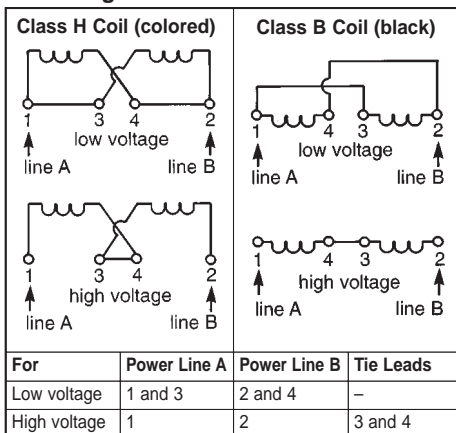 Class H Coil (colored)
1 3 4 2
low voltage
line A line B
1 3 4 2
high voltage
line A line B
Class B Coil (black)
1 4 3 2
low voltage
line A line B
1 4 3 2
high voltage
line A line B
For Power Line A Power Line B Tie Leads
Low voltage 1 and 3 2 and 4 –
High voltage 1 2 3 and 4